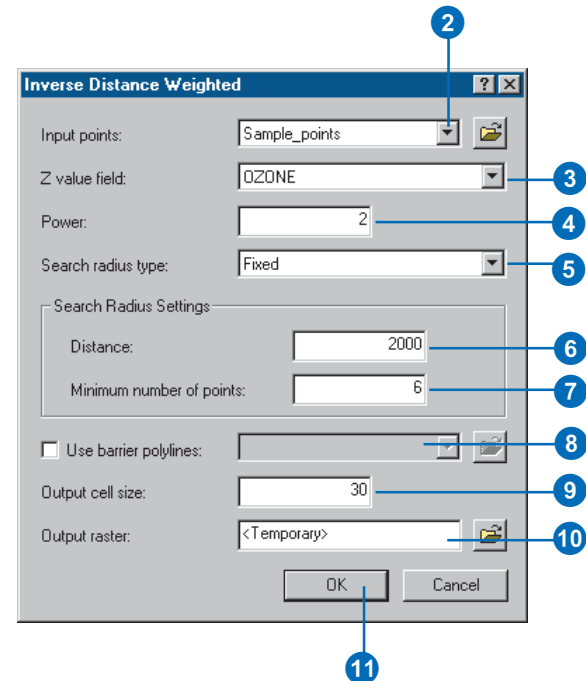 2
Inverse Distance Weighted
Input points: Sample_points
Z value field: OZONE 3
Power: 2 4
Search radius type: Fixed 5
Search Radius Settings
Distance: 2000 6
Minimum number of points: 6 7
Use barrier polylines: 8
Output cell size: 30 9
Output raster: <Temporary> 10
OK Cancel
11